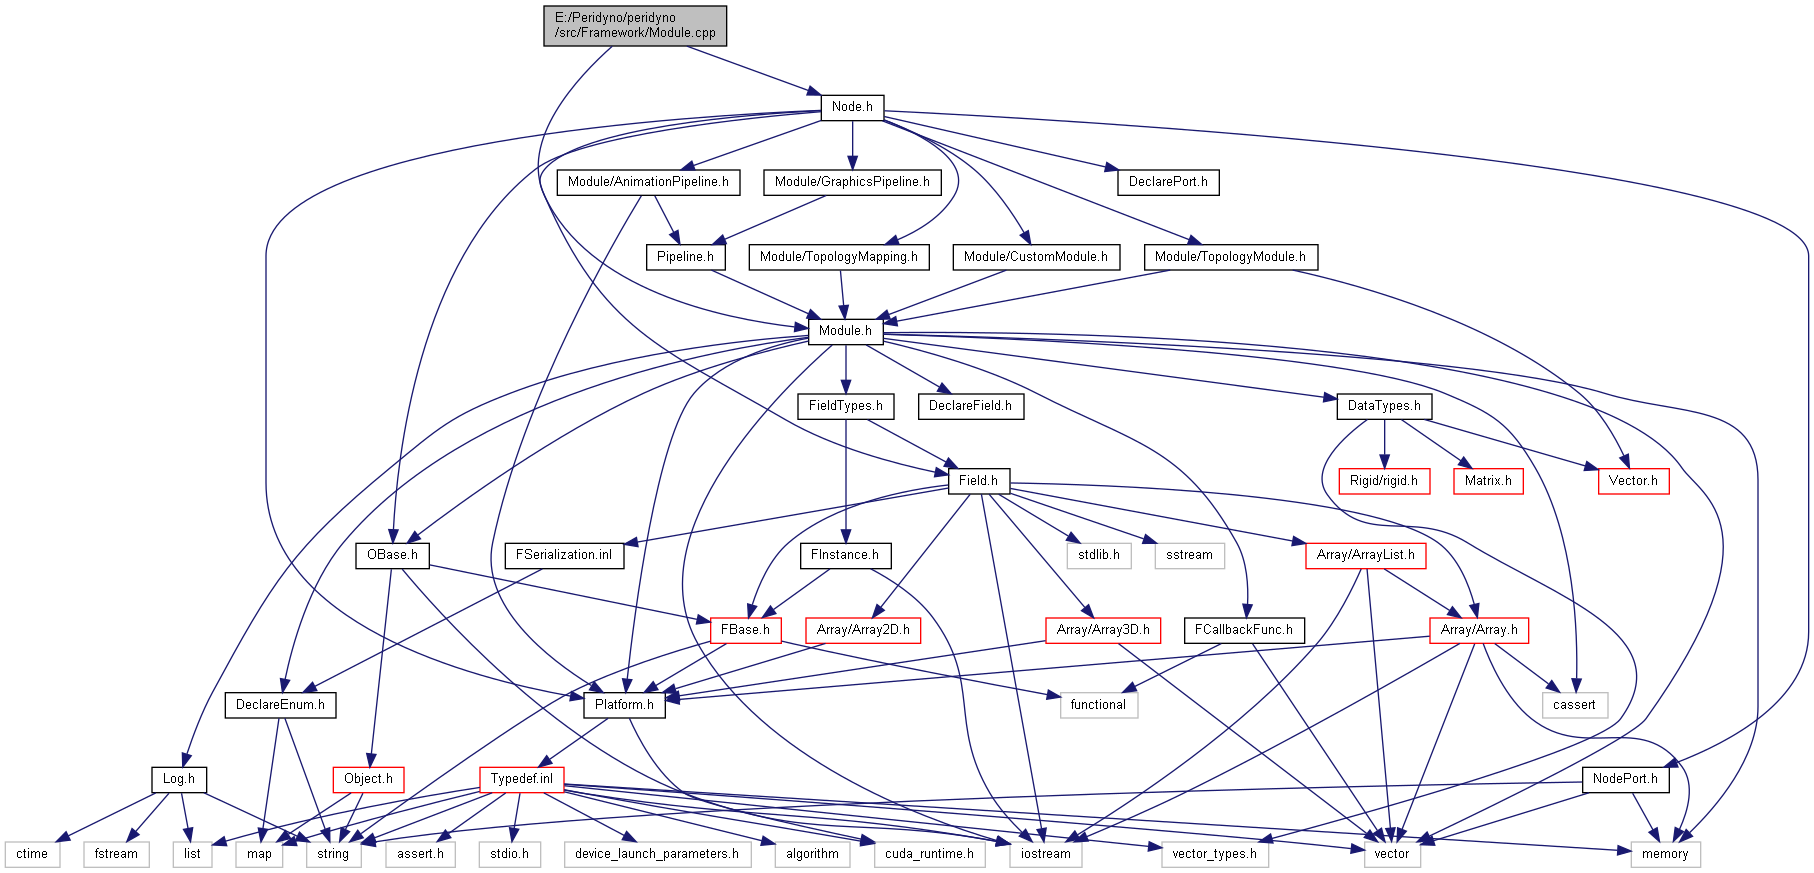 E:/Peridyno/peridyno
/src/Framework/Module.cpp
Node.h
Module/AnimationPipeline.h
Module/GraphicsPipeline.h
DeclarePort.h
Pipeline.h
Module/TopologyMapping.h
Module/CustomModule.h
Module/TopologyModule.h
Module.h
FieldTypes.h
DeclareField.h
DataTypes.h
Field.h
Rigid/rigid.h
Matrix.h
Vector.h
OBase.h
FSerialization.inl
FInstance.h
stdlib.h
sstream
Array/ArrayList.h
FBase.h
Array/Array2D.h
Array/Array3D.h
FCallbackFunc.h
Array/Array.h
DeclareEnum.h
Platform.h
functional
cassert
Log.h
Object.h
Typedef.inl
NodePort.h
ctime
fstream
list
map
string
assert.h
stdio.h
device_launch_parameters.h
algorithm
cuda_runtime.h
iostream
vector_types.h
vector
memory